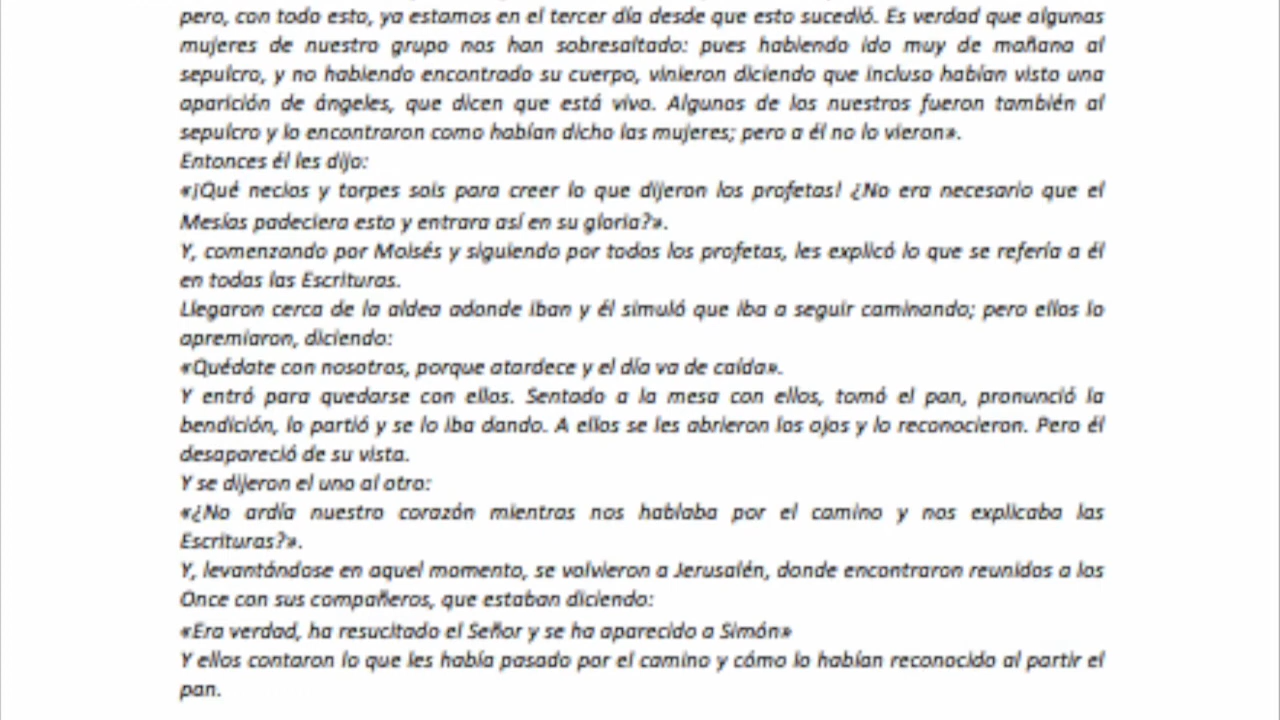 pero, con todo esto, ya estamos en el tercer día desde que esto sucedió. Es verdad que algunas
mujeres de nuestro grupo nos han sobresaltado: pues habiendo ido muy de mañana al
sepulcro, y no habiendo encontrado su cuerpo, vinieron diciendo que incluso habían visto una
aparición de ángeles, que dicen que está vivo. Algunos de los nuestros fueron también al
sepulcro y lo encontraron como habían dicho las mujeres; pero a él no lo vieron».
Entonces él les dijo:
«¡Qué necios y torpes sois para creer lo que dijeron los profetas! ¿No era necesario que el
Mesías padeciera esto y entrara así en su gloria?».
Y, comenzando por Moisés y siguiendo por todos los profetas, les explicó lo que se refería a él
en todas las Escrituras.
Llegaron cerca de la aldea adonde iban y él simuló que iba a seguir caminando; pero ellos lo
apremiaron, diciendo:
«Quédate con nosotros, porque atardece y el día va de caída».
Y entró para quedarse con ellos. Sentado a la mesa con ellos, tomó el pan, pronunció la
bendición, lo partió y se lo iba dando. A ellos se les abrieron los ojos y lo reconocieron. Pero él
desapareció de su vista.
Y se dijeron el uno al otro:
«¿No ardía nuestro corazón mientras nos hablaba por el camino y nos explicaba las
Escrituras?».
Y, levantándose en aquel momento, se volvieron a Jerusalén, donde encontraron reunidos a los
Once con sus compañeros, que estaban diciendo:
«Era verdad, ha resucitado el Señor y se ha aparecido a Simón»
Y ellos contaron lo que les había pasado por el camino y cómo lo habían reconocido al partir el
pan.